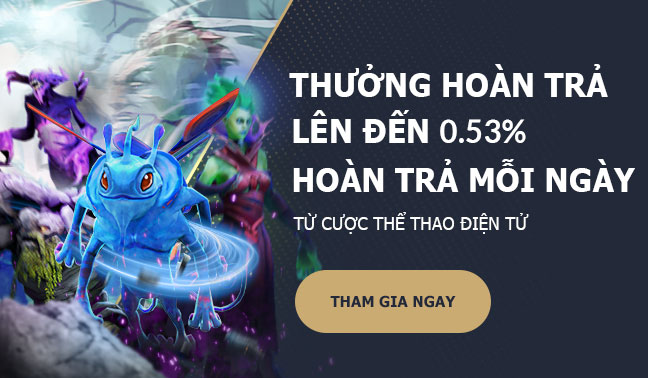 THƯỞNG HOÀN TRẢ
LÊN ĐẾN 0.53%
HOÀN TRẢ MỖI NGÀY
TỪ CƯỢC THỂ THAO ĐIỆN TỬ
THAM GIA NGAY